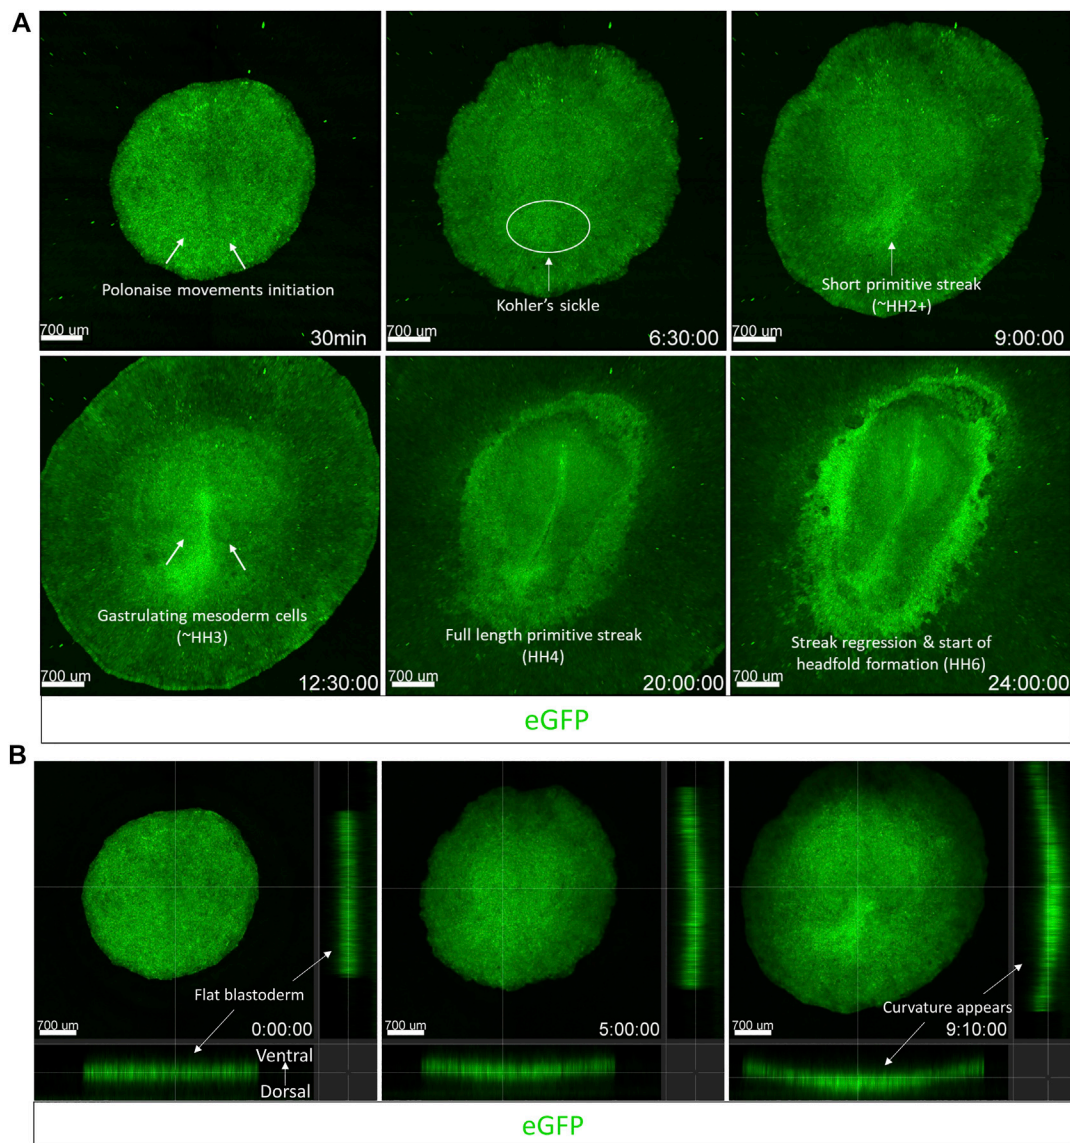 A
Polonaise movements initiation
700 um
30min
Kohler's sickle
700 um
6:30:00
Short primitive streak
(~HH2+)
700 um
9:00:00
Gastrulating mesoderm cells
(~HH3)
700 um
12:30:00
Full length primitive streak
(HH4)
700 um
20:00:00
Streak regression & start of
headfold formation (HH6)
700 um
24:00:00
eGFP
B
Flat blastoderm
700 um
0:00:00
Ventral
Dorsal
700 um
5:00:00
Curvature appears
700 um
9:10:00
eGFP